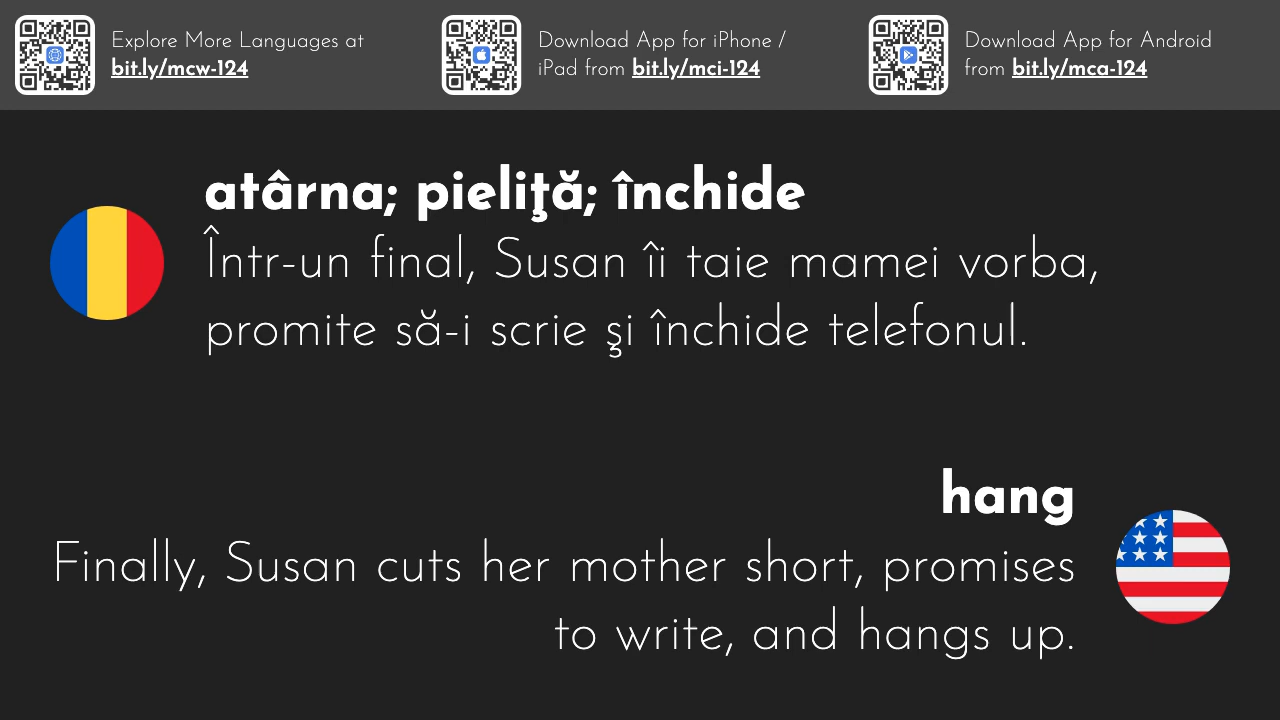 Explore More Languages at
bit.ly/mcw-124
Download App for iPhone /
iPad from bit.ly/mci-124
Download App for Android
from bit.ly/mca-124
atârna; pieliţă; închide
Într-un final, Susan îi taie mamei vorba,
promite să-i scrie şi închide telefonul.
hang
Finally, Susan cuts her mother short, promises
to write, and hangs up.